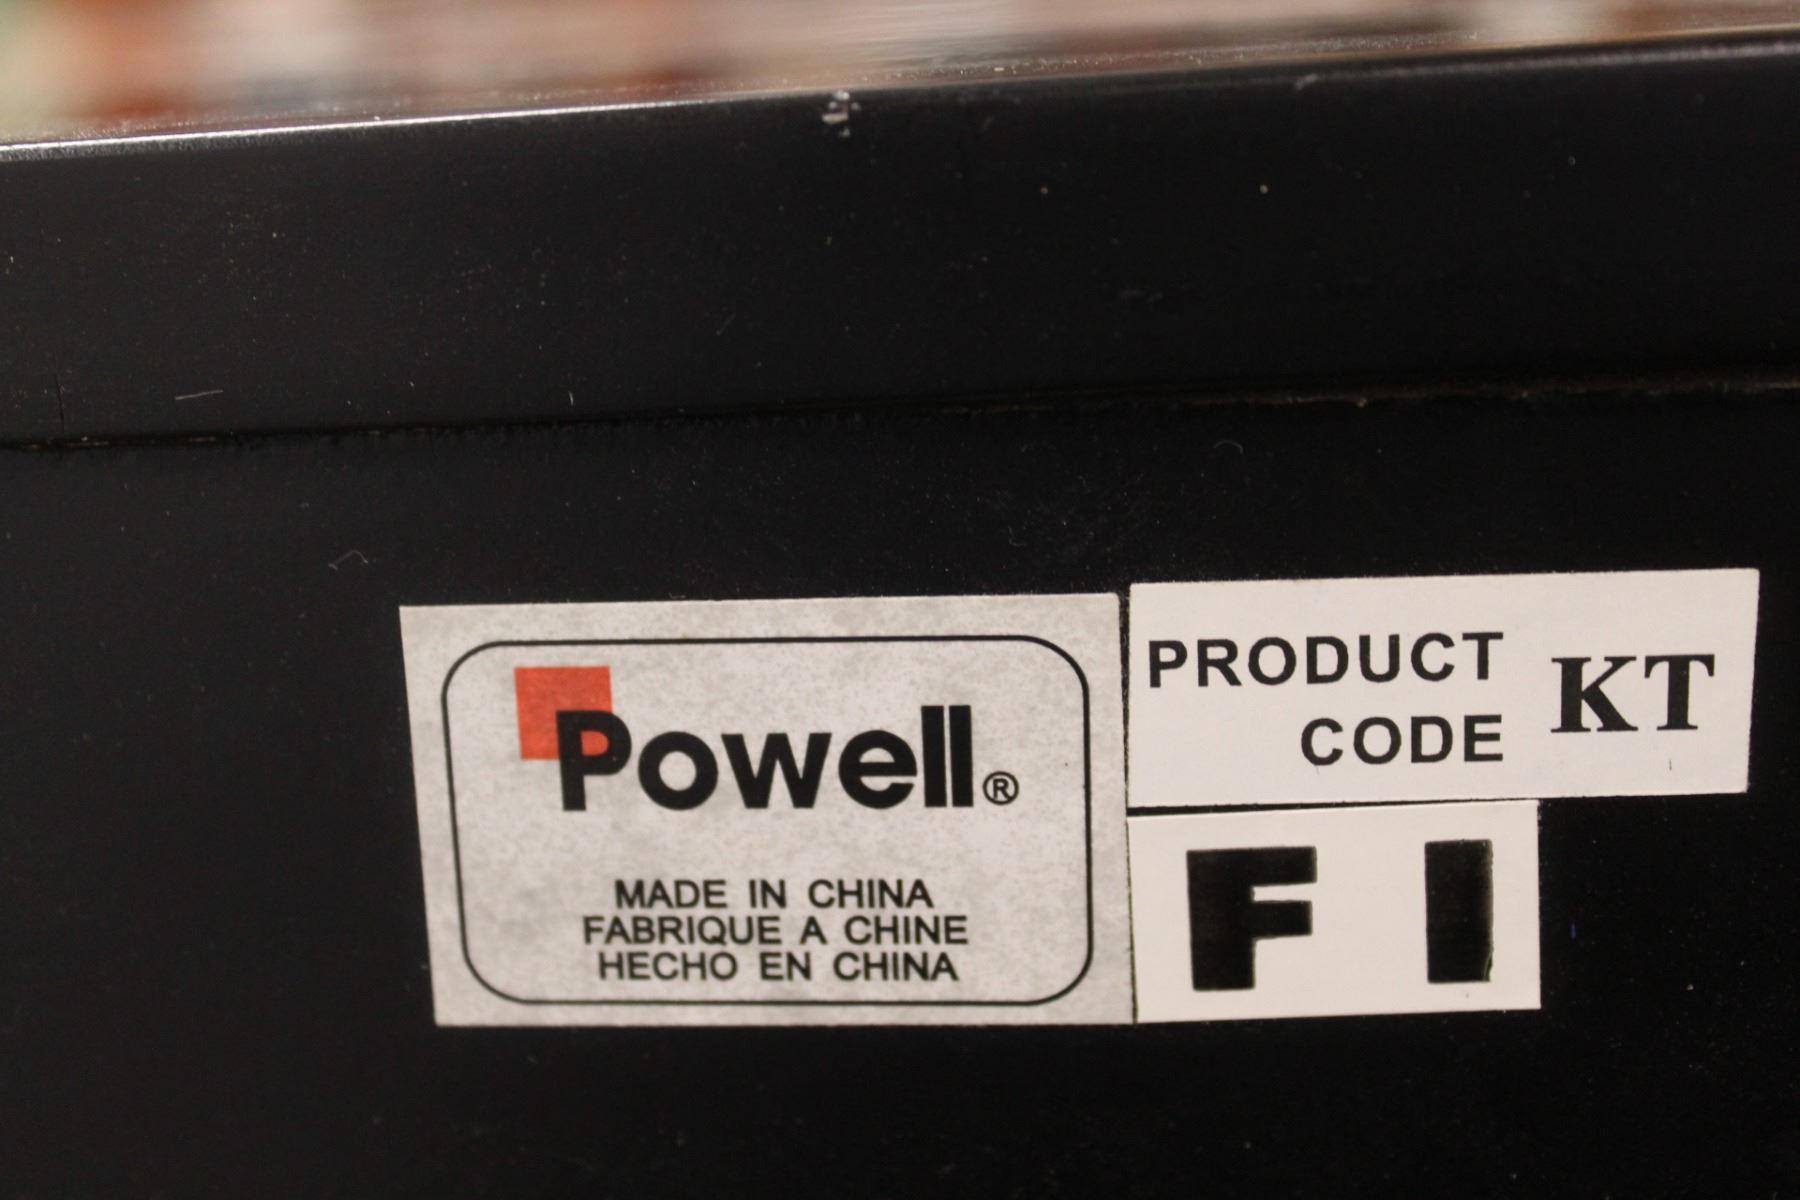 Powell®
MADE IN CHINA
FABRIQUE A CHINE
HECHO EN CHINA
PRODUCT
CODE KT
F I